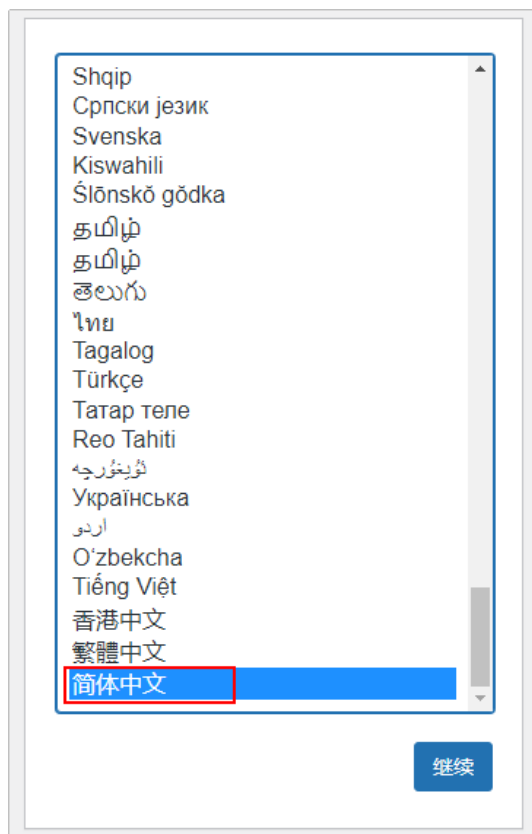 Shqip
Српски језик
Svenska
Kiswahili
Ślōnskŏ gŏdka
தமிழ்
தமிழ்
తెలుగు
ไทย
Tagalog
Türkçe
Татар теле
Reo Tahiti
ئۇيغۇرچە
Українська
اردو
O‘zbekcha
Tiếng Việt
香港中文
繁體中文
简体中文
继续